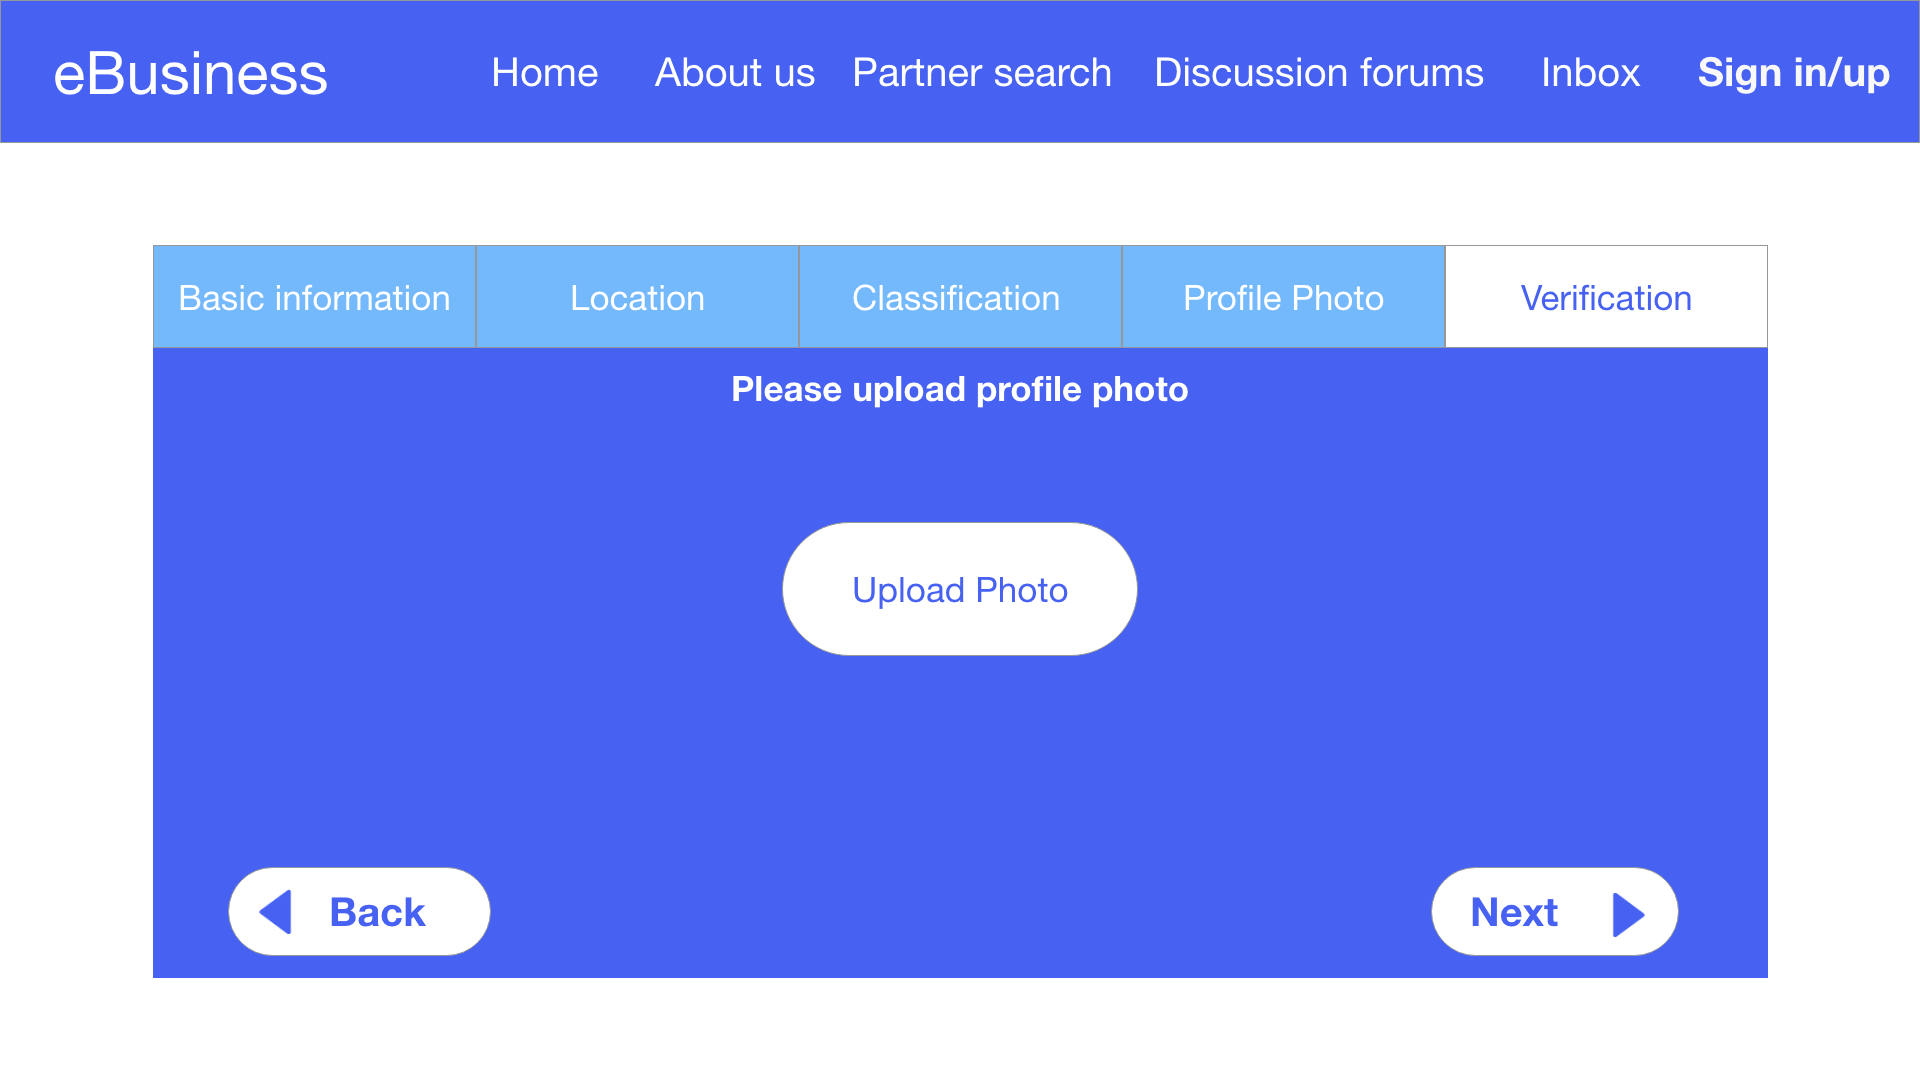 eBusiness Home About us Partner search Discussion forums Inbox Sign in/up
Basic information Location Classification Profile Photo Verification
Please upload profile photo
Upload Photo
Back Next